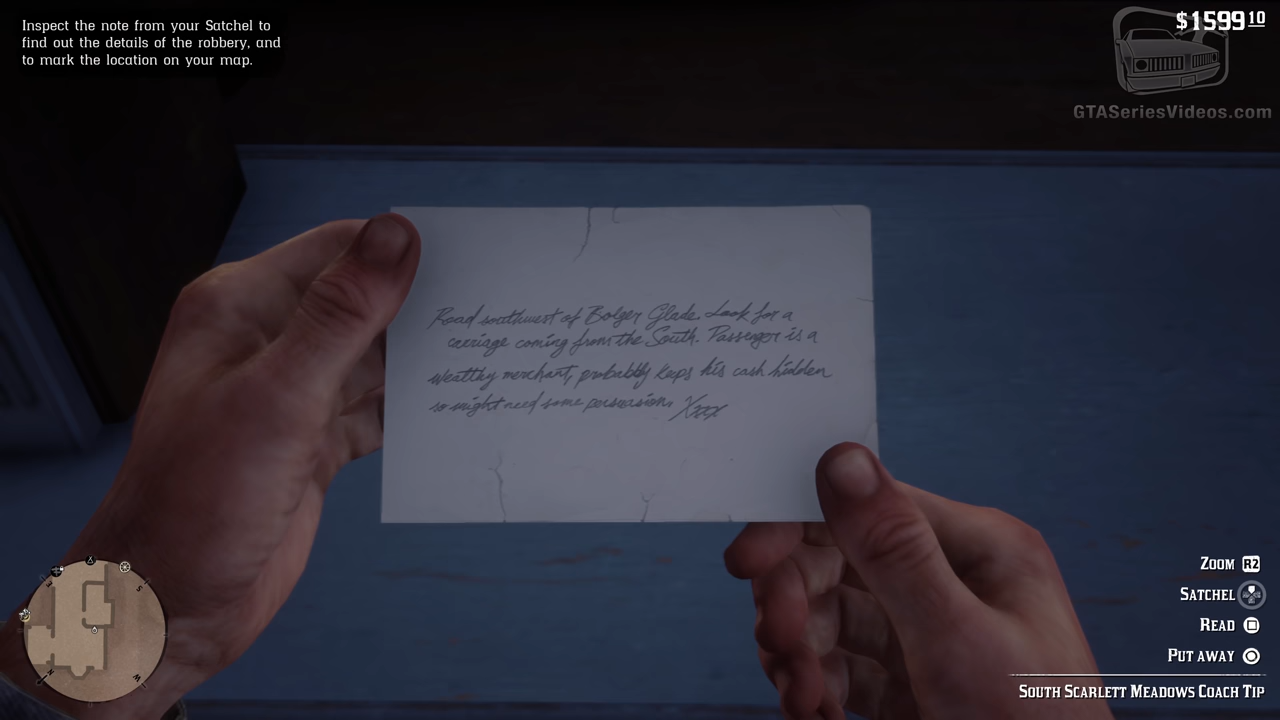 Inspect the note from your Satchel to
find out the details of the robbery, and
to mark the location on your map.
$1599 10
GTASeriesVideos.com
Road southwest of Bolger Glade. Look for a
carriage coming from the South. Passenger is a
wealthy merchant, probably keeps his cash hidden
so might need some persuasion. Xxxx
ZOOM R2
SATCHEL
READ
PUT AWAY
SOUTH SCARLETT MEADOWS COACH TIP